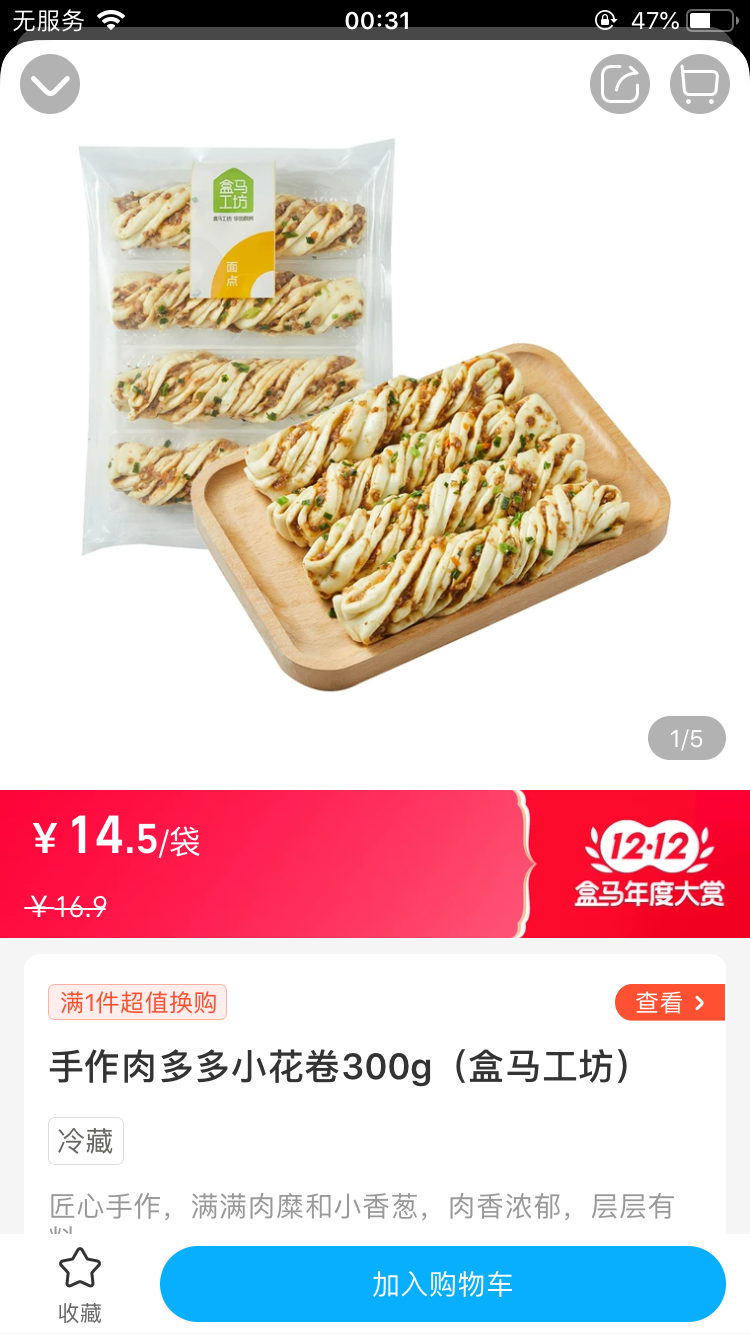 无服务
00:31
47%
盒马
工坊
面
点
1/5
￥14.5/袋
￥16.9
12·12
盒马年度大赏
满1件超值换购
查看
手作肉多多小花卷300g（盒马工坊）
冷藏
匠心手作，满满肉糜和小香葱，肉香浓郁，层层有
收藏
加入购物车